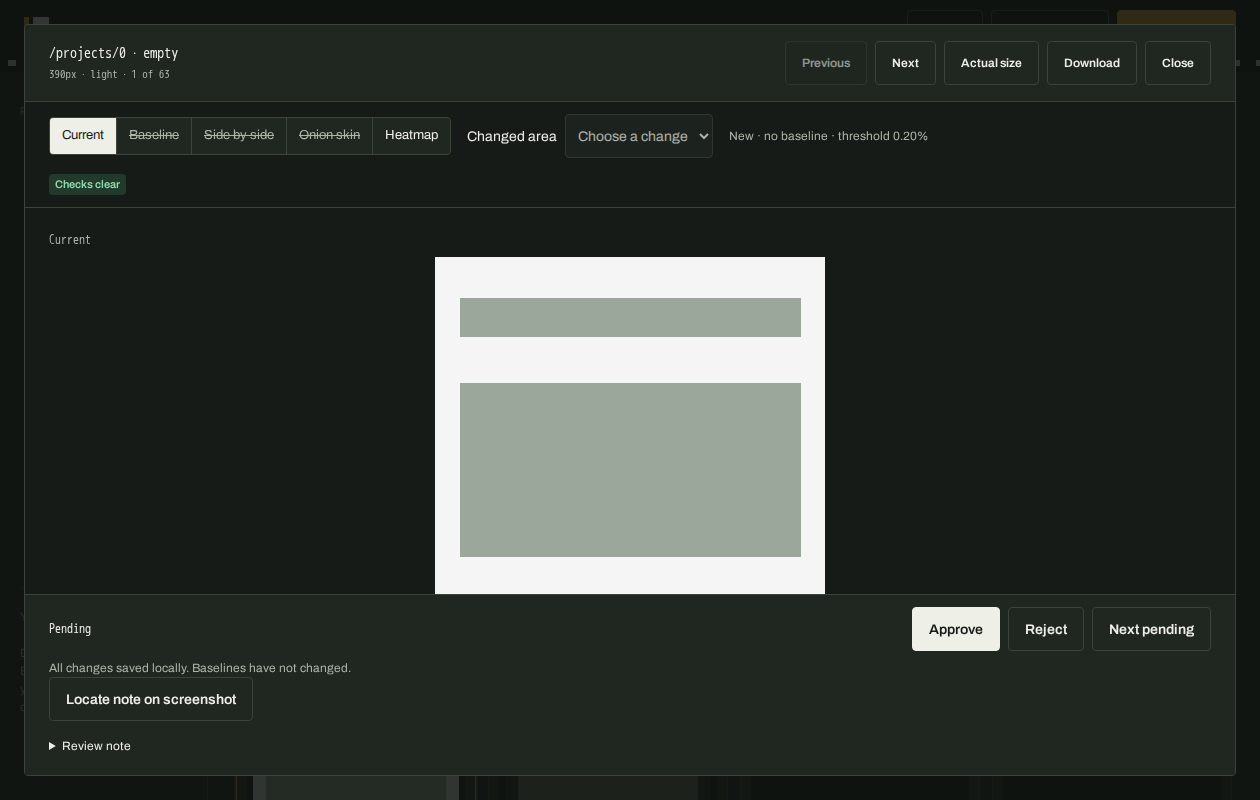 /projects/0 · empty
390px · light · 1 of 63
Previous
Next
Actual size
Download
Close
Current
Baseline
Side by side
Onion skin
Heatmap
Changed area
Choose a change
New · no baseline · threshold 0.20%
Checks clear
Current
Pending
Approve
Reject
Next pending
All changes saved locally. Baselines have not changed.
Locate note on screenshot
Review note